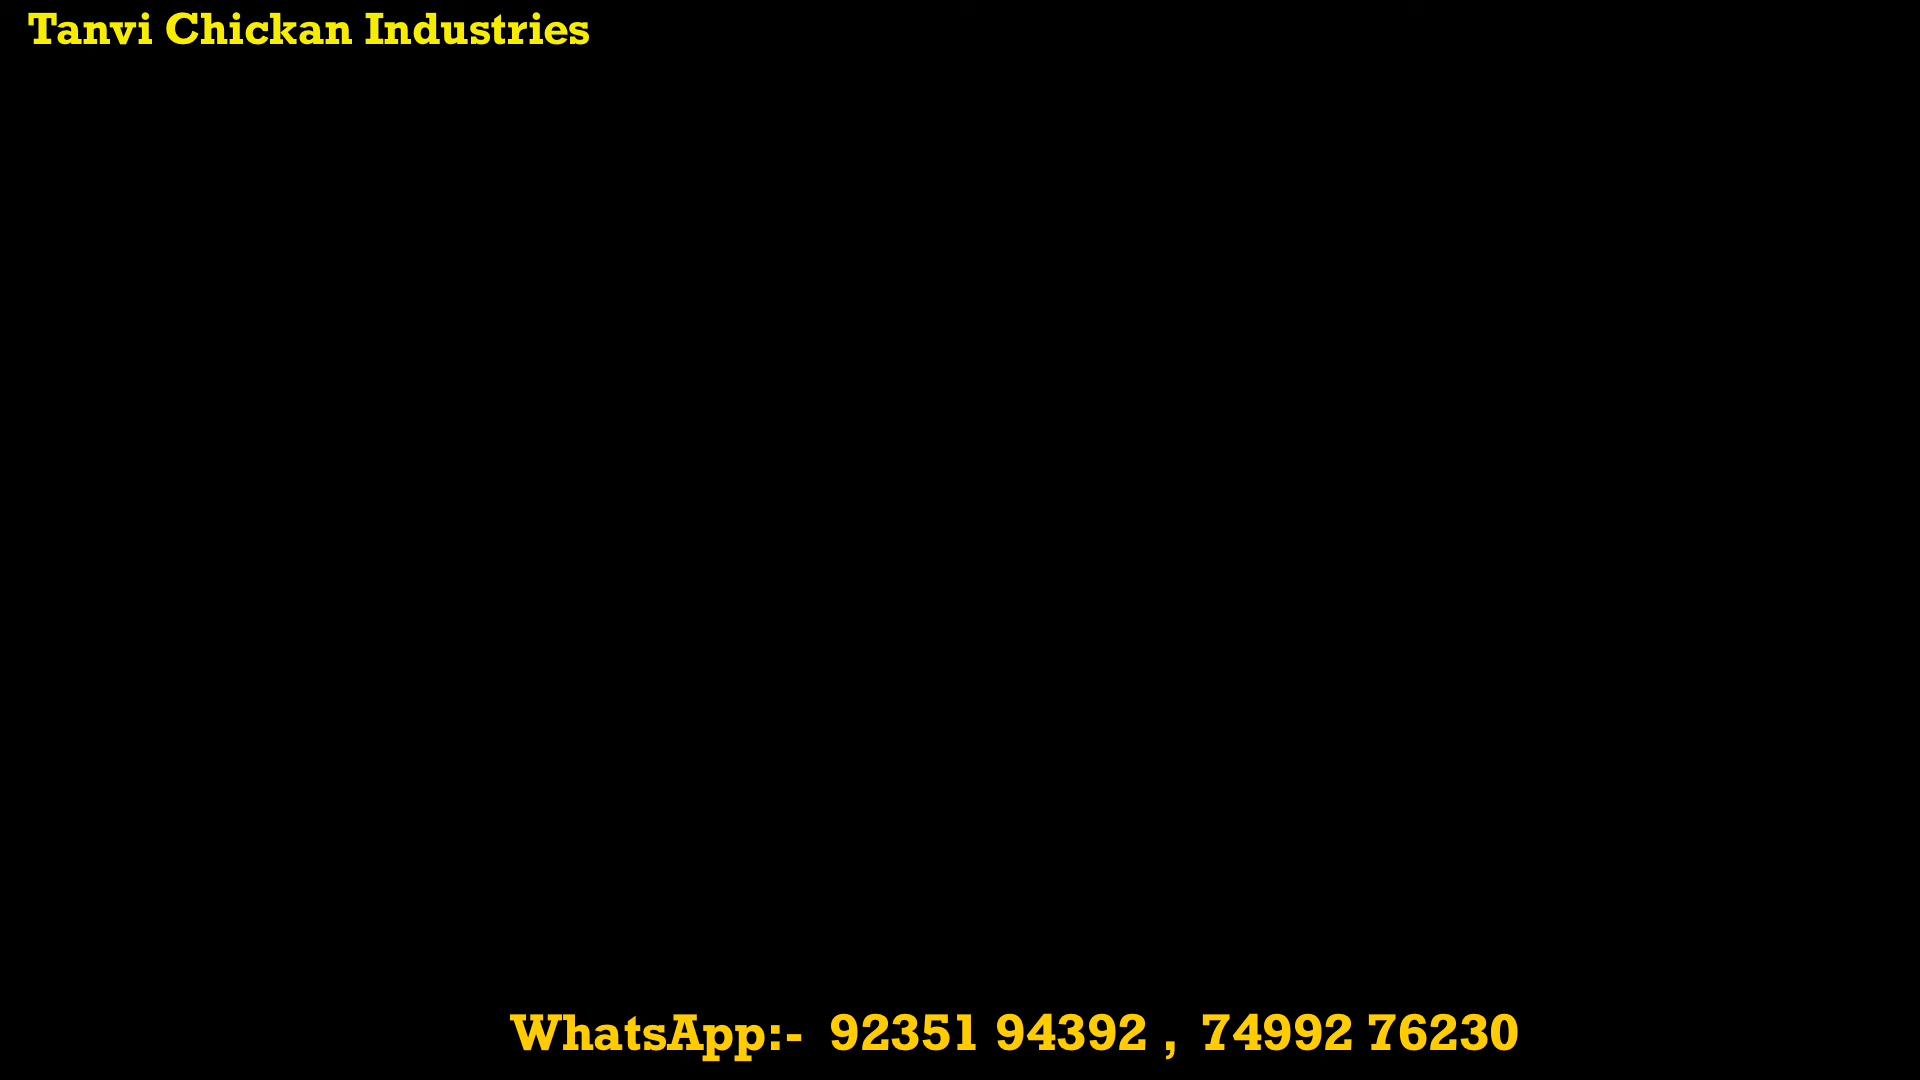 Tanvi Chickan Industries
WhatsApp:- 92351 94392 , 74992 76230